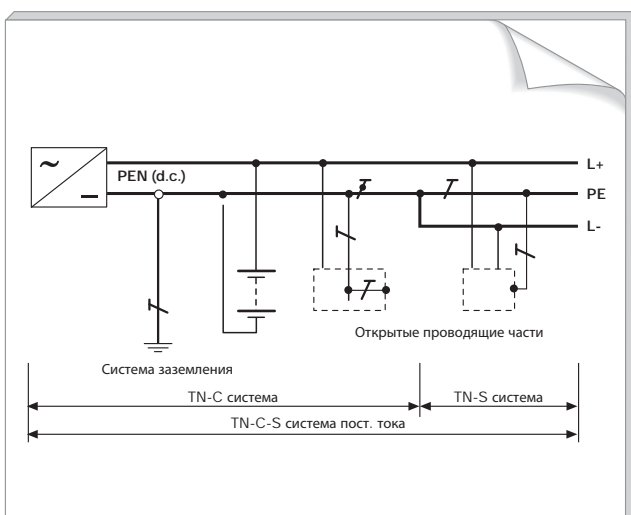 PEN (d.c.)
L+
PE
L-
Открытые проводящие части
Система заземления
TN-C система
TN-S система
TN-C-S система пост. тока